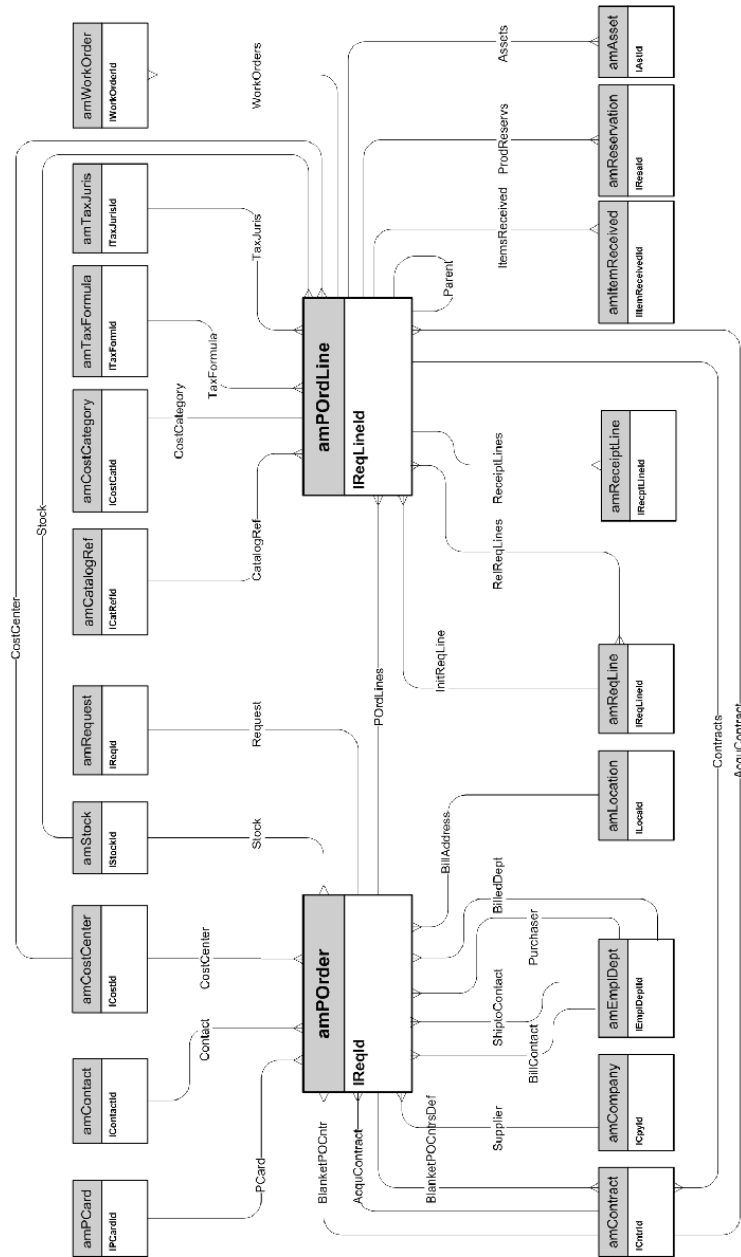 amPCard
lPCardId
amContact
lContactId
amCostCenter
lCostId
amStock
lStockId
amRequest
lReqId
amCatalogRef
lCatRefId
amCostCategory
lCostCatId
amTaxFormula
lTaxFormId
amTaxJuris
lTaxJurisId
amWorkOrder
lWorkOrderId
CostCenter
Stock
PCard
Contact
CostCenter
Stock
Request
CatalogRef
CostCategory
TaxFormula
TaxJuris
WorkOrders
amPOrder
lReqId
POrdLines
amPOrdLine
lReqLineId
BlanketPOCntr
AcquContract
BlanketPOCntrsDef
Supplier
BillContact
ShiptoContact
Purchaser
BilledDept
BillAddress
InitReqLine
RelReqLines
ReceiptLines
Parent
ItemsReceived
ProdReservs
Assets
amContract
lCntrId
amCompany
lCpyId
amEmplDept
lEmplDeptId
amLocation
lLocaId
amReqLine
lReqLineId
amReceiptLine
lRecptLineId
amItemReceived
lItemReceivedId
amReservation
lResaId
amAsset
lAstId
Contracts
AcquContract